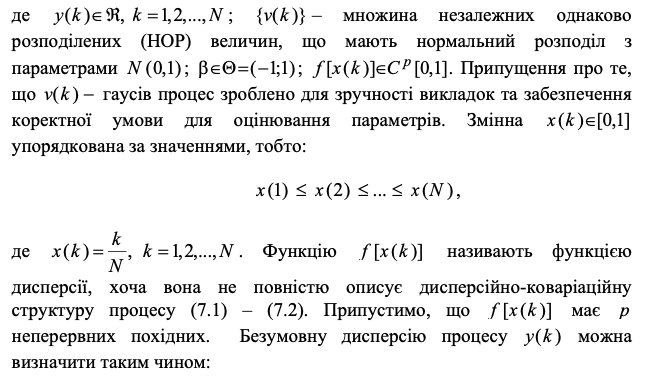 де y(k)∈ℜ, k=1,2,...,N; {ν(k)} – множина незалежних однаково
розподілених (НОР) величин, що мають нормальний розподіл з
параметрами N(0,1); β∈Θ=(−1;1); f[x(k)]∈C^p[0,1]. Припущення про те,
що ν(k) – гаусів процес зроблено для зручності викладок та забезпечення
коректної умови для оцінювання параметрів. Змінна x(k)∈[0,1]
упорядкована за значеннями, тобто:
x(1) ≤ x(2) ≤ ... ≤ x(N),
де x(k)=k/N, k=1,2,...,N. Функцію f[x(k)] називають функцією
дисперсії, хоча вона не повністю описує дисперсійно-коваріаційну
структуру процесу (7.1) – (7.2). Припустимо, що f[x(k)] має p
неперервних похідних. Безумовну дисперсію процесу y(k) можна
визначити таким чином: